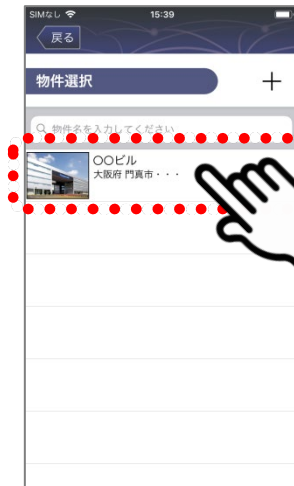 SIMなし 15:39
戻る
物件選択
物件名を入力してください
〇〇ビル
大阪府 門真市・・・